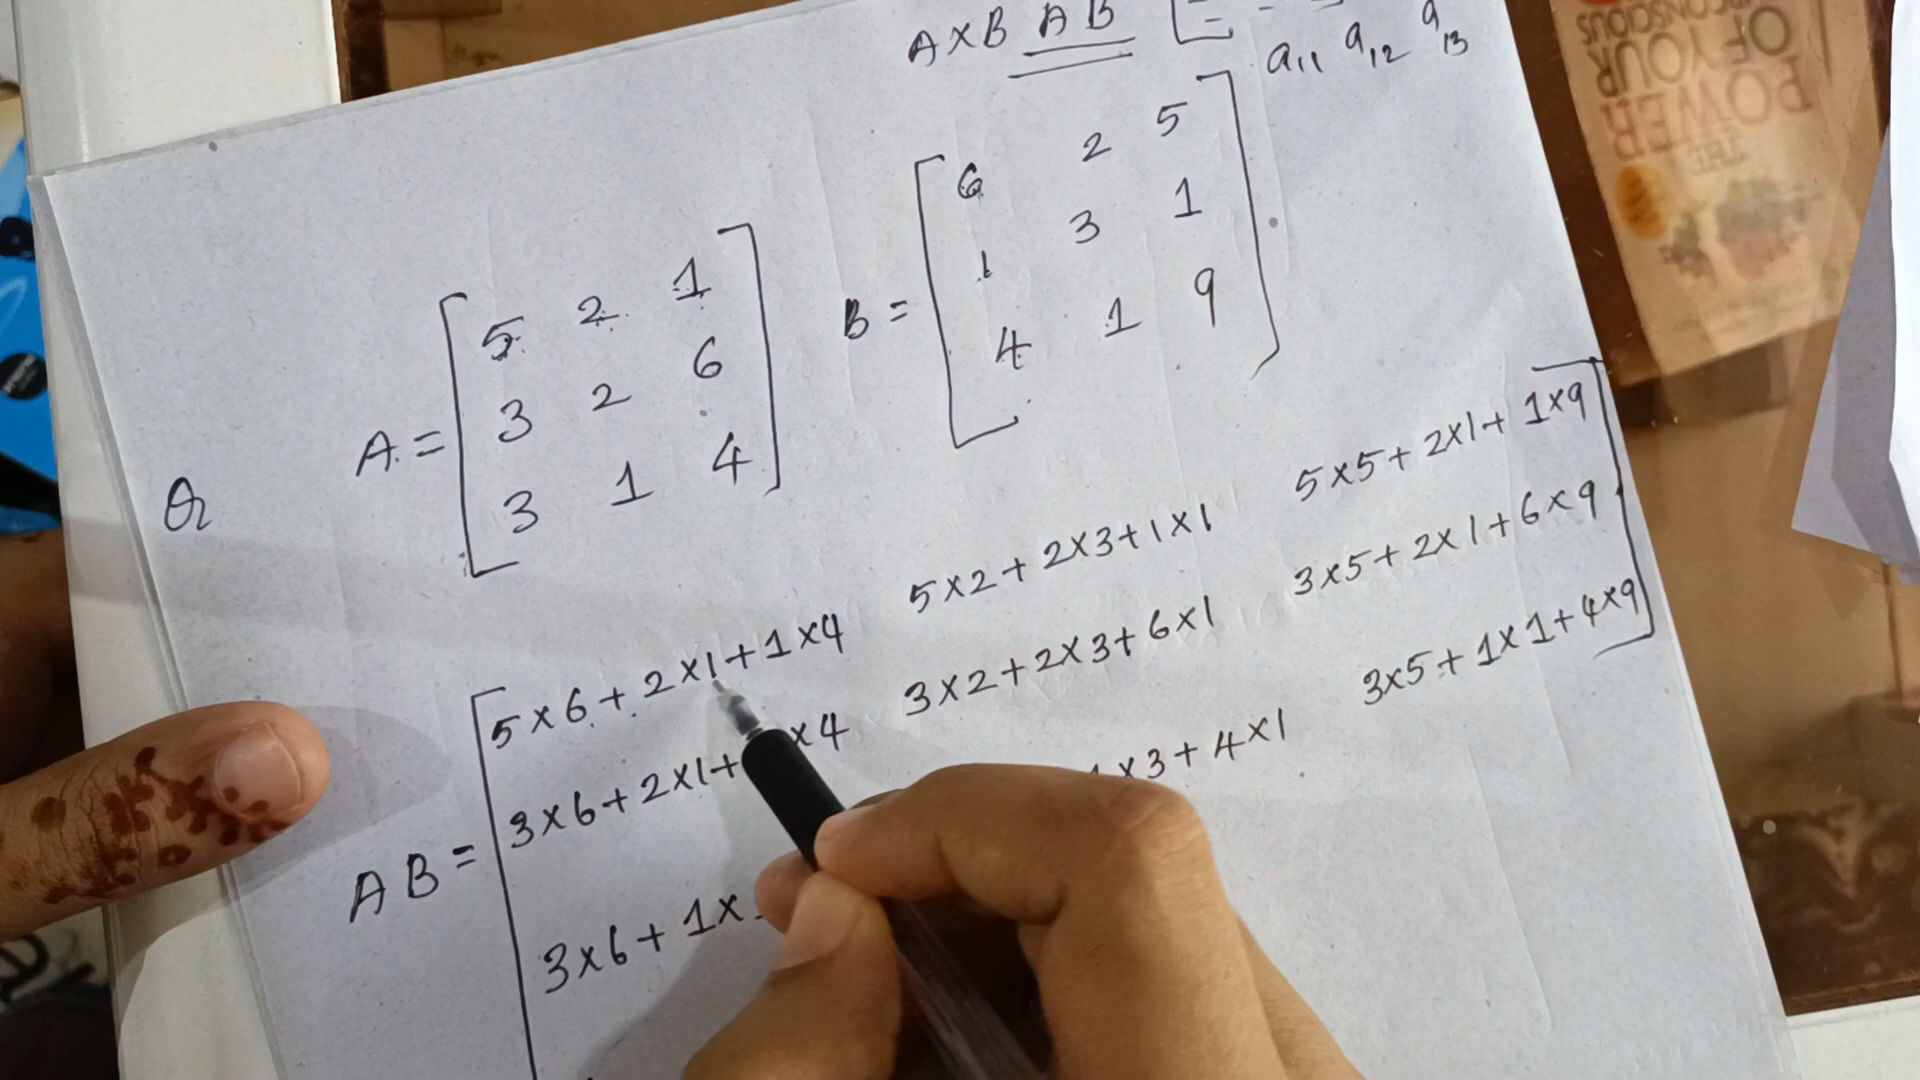 A×B AB
a11 a12 a13
A = [5 2 1
3 2 6
3 1 4]
B = [6 2 5
1 3 1
4 1 9]
Q
AB = [5×6+2×1+1×4 5×2+2×3+1×1 5×5+2×1+1×9
3×6+2×1+ ×4 3×2+2×3+6×1 3×5+2×1+6×9
3×6+1× ×3+4×1 3×5+1×1+4×9]
THE
POWER
OF YOUR